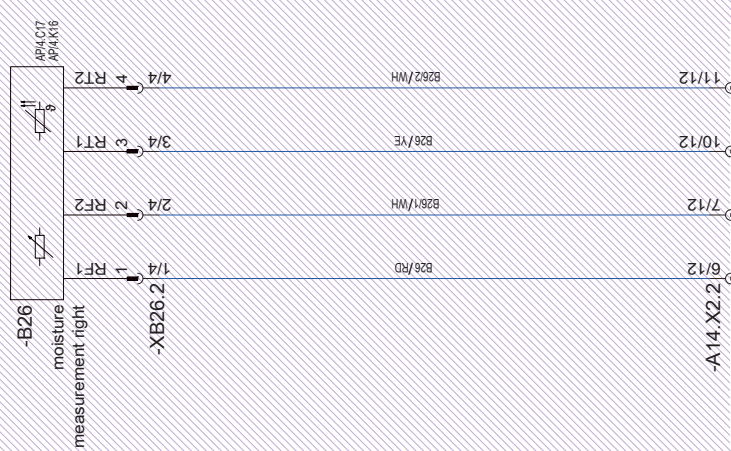 AP/4.C17
AP/4.K16
ϑ
RT2 4 4/4 B26/2/WH 11/12
RT1 3 3/4 B26/YE 10/12
RF2 2 2/4 B26/1/WH 7/12
RF1 1 1/4 B26/RD 6/12
-B26
moisture
measurement right
-XB26.2
-A14.X2.2